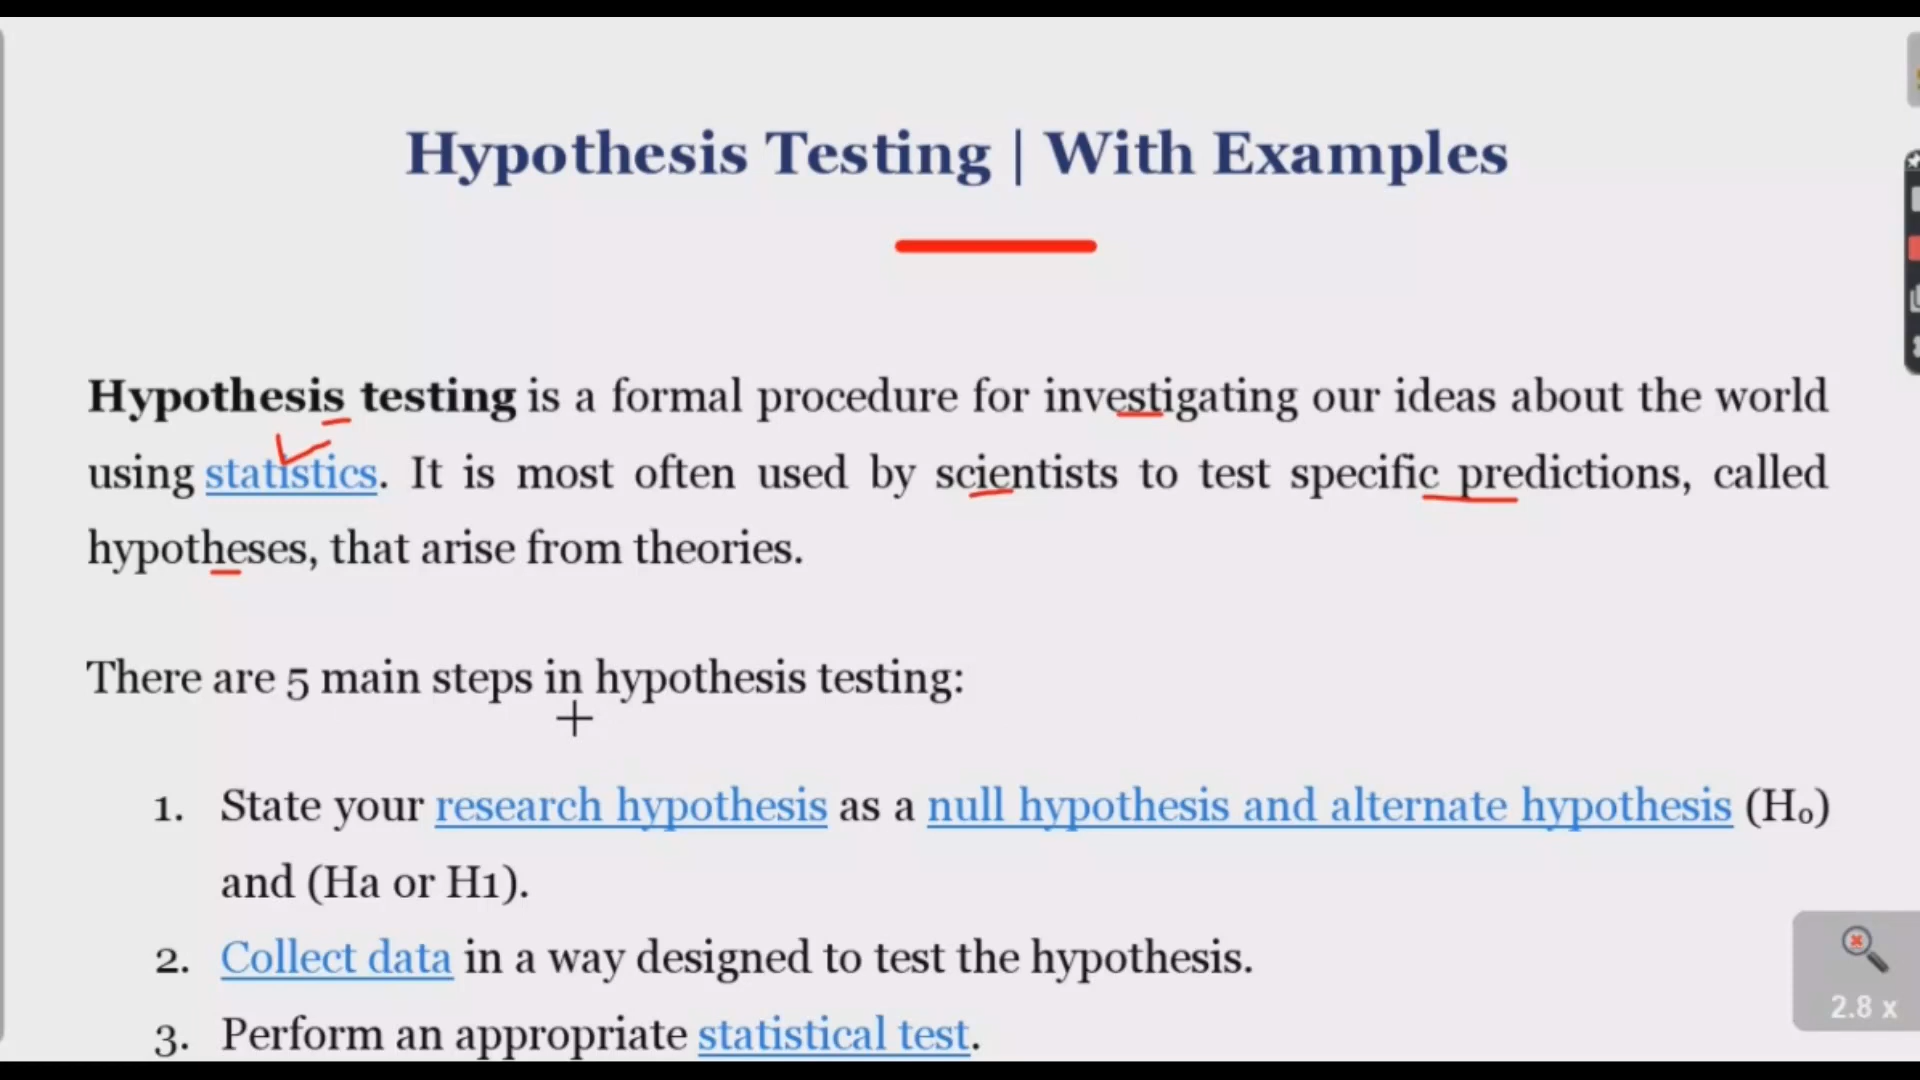 Hypothesis Testing | With Examples
Hypothesis testing is a formal procedure for investigating our ideas about the world
using statistics. It is most often used by scientists to test specific predictions, called
hypotheses, that arise from theories.
There are 5 main steps in hypothesis testing:
1. State your research hypothesis as a null hypothesis and alternate hypothesis (H₀)
and (Ha or H1).
2. Collect data in a way designed to test the hypothesis.
3. Perform an appropriate statistical test.
2.8 x